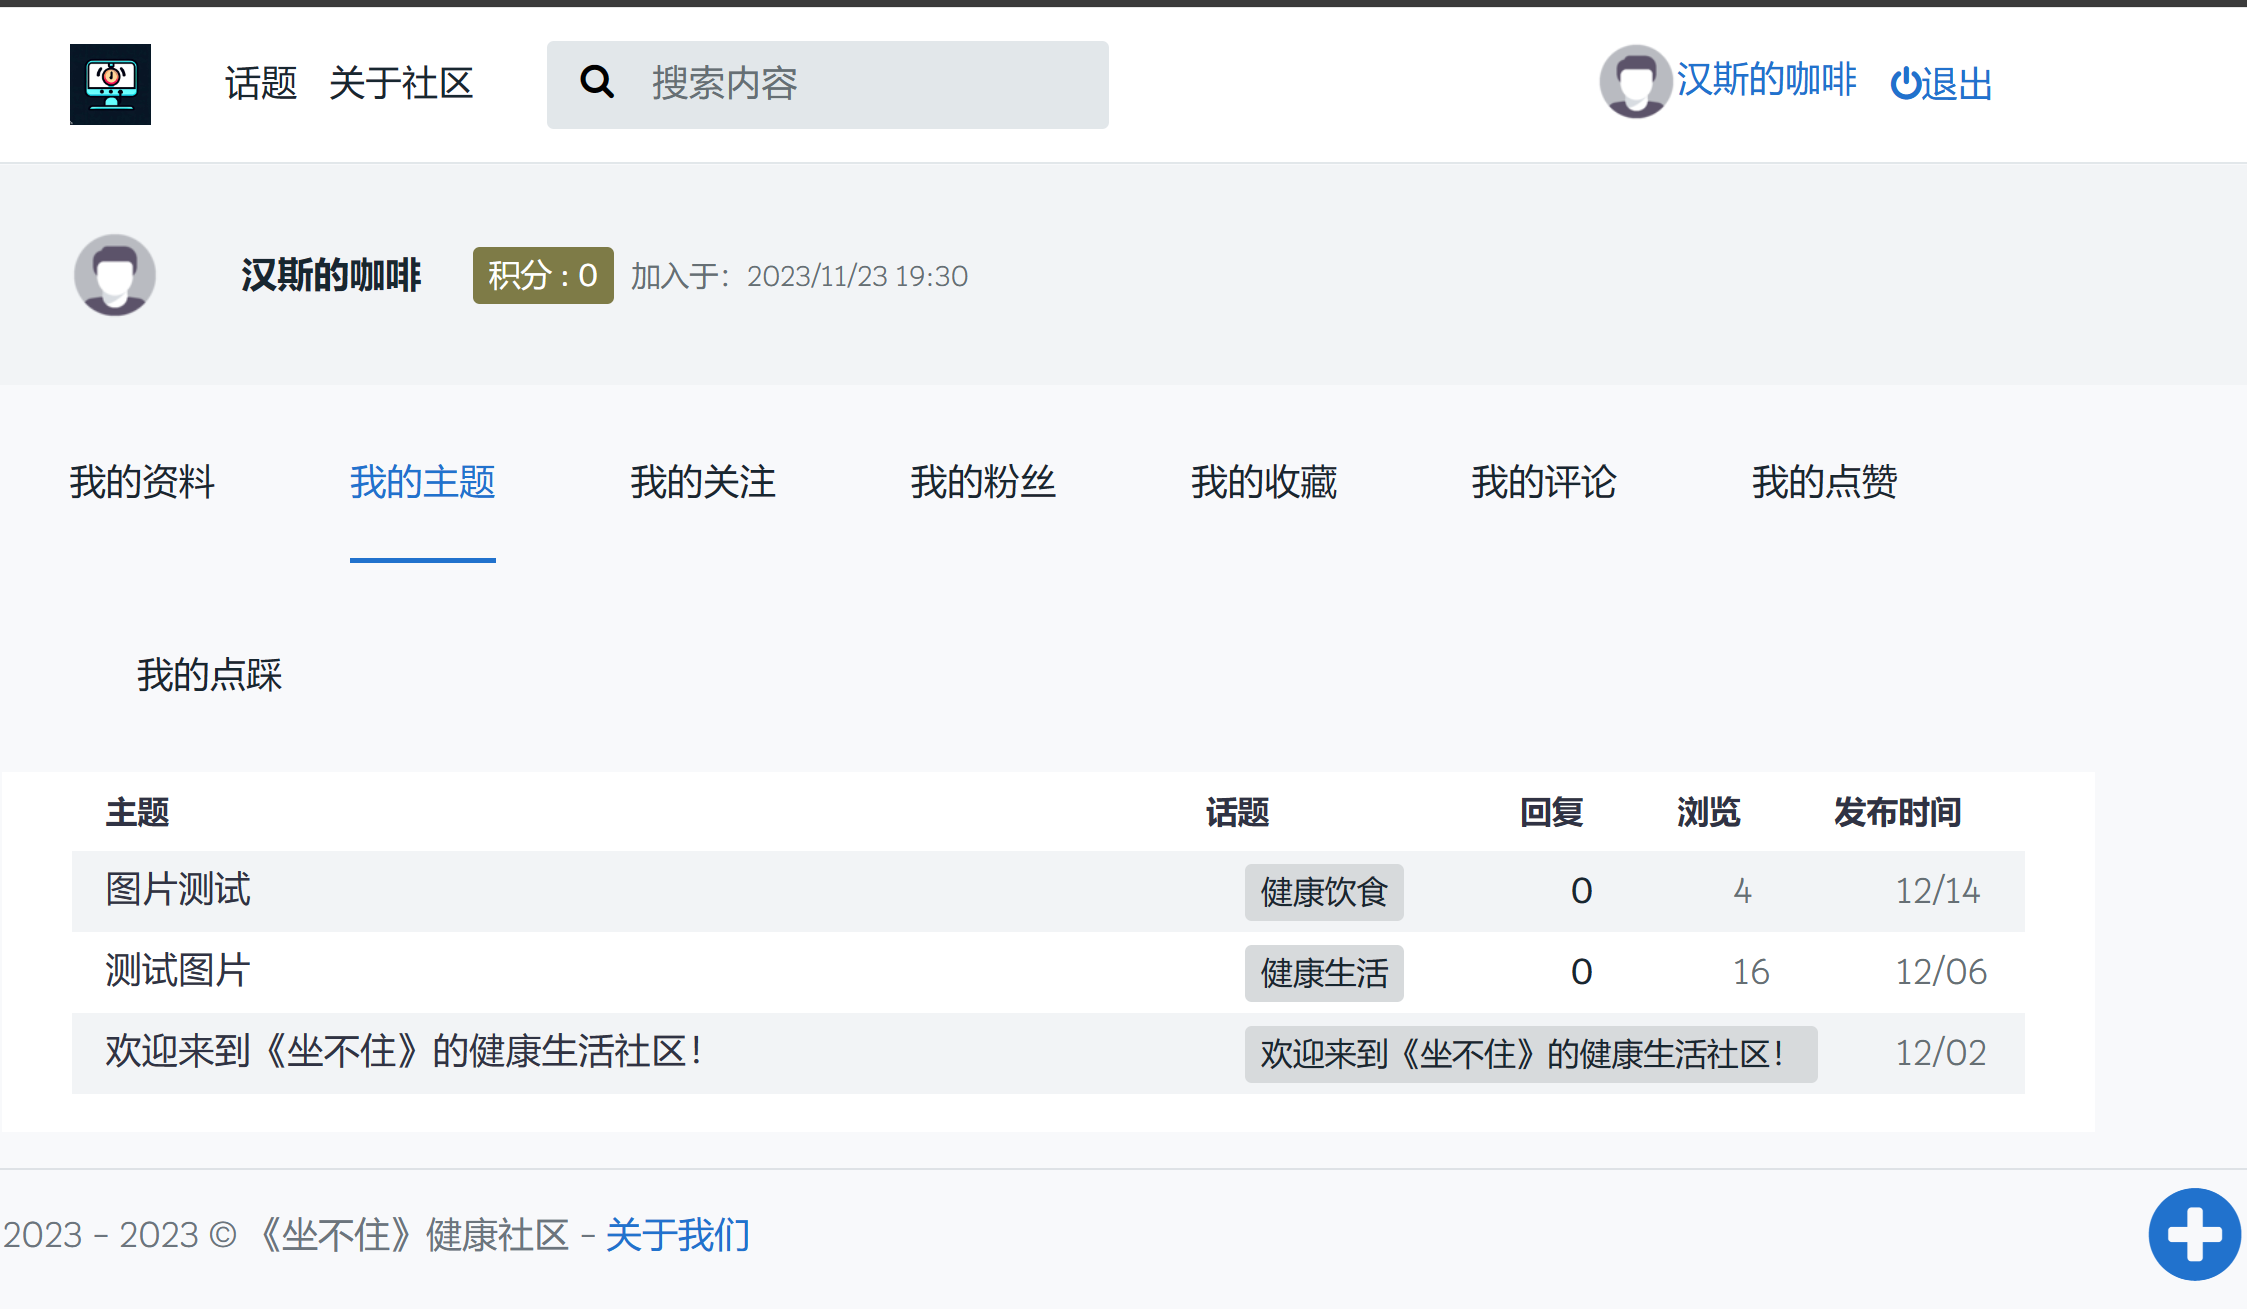 话题 关于社区 搜索内容 汉斯的咖啡 退出
汉斯的咖啡 积分 : 0 加入于： 2023/11/23 19:30
我的资料 我的主题 我的关注 我的粉丝 我的收藏 我的评论 我的点赞
我的点踩
主题 话题 回复 浏览 发布时间
图片测试 健康饮食 0 4 12/14
测试图片 健康生活 0 16 12/06
欢迎来到《坐不住》的健康生活社区！ 欢迎来到《坐不住》的健康生活社区！ 12/02
2023 - 2023 © 《坐不住》健康社区 - 关于我们